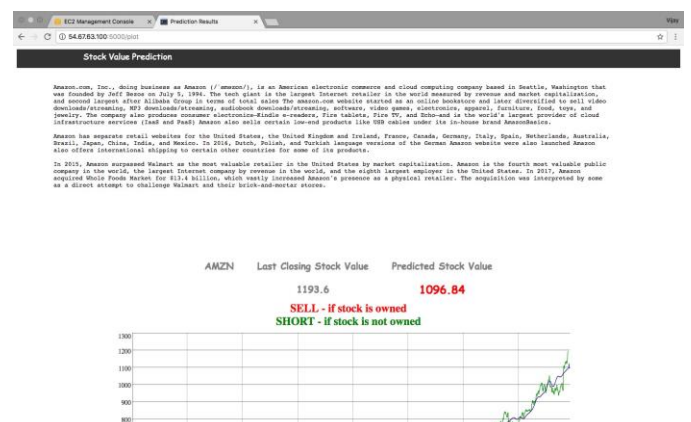 EC2 Management Console
Prediction Results
Vijay
54.67.63.100:5000/plot
Stock Value Prediction
Amazon.com, Inc., doing business as Amazon (/ˈæməzɒn/), is an American electronic commerce and cloud computing company based in Seattle, Washington that
was founded by Jeff Bezos on July 5, 1994. The tech giant is the largest Internet retailer in the world measured by revenue and market capitalization,
and second largest after Alibaba Group in terms of total sales The amazon.com website started as an online bookstore and later diversified to sell video
downloads/streaming, MP3 downloads/streaming, audiobook downloads/streaming, software, video games, electronics, apparel, furniture, food, toys, and
jewelry. The company also produces consumer electronics—Kindle e-readers, Fire tablets, Fire TV, and Echo—and is the world's largest provider of cloud
infrastructure services (IaaS and PaaS) Amazon also sells certain low-end products like USB cables under its in-house brand AmazonBasics.
Amazon has separate retail websites for the United States, the United Kingdom and Ireland, France, Canada, Germany, Italy, Spain, Netherlands, Australia,
Brazil, Japan, China, India, and Mexico. In 2016, Dutch, Polish, and Turkish language versions of the German Amazon website were also launched Amazon
also offers international shipping to certain other countries for some of its products.
In 2015, Amazon surpassed Walmart as the most valuable retailer in the United States by market capitalization. Amazon is the fourth most valuable public
company in the world, the largest Internet company by revenue in the world, and the eighth largest employer in the United States. In 2017, Amazon
acquired Whole Foods Market for $13.4 billion, which vastly increased Amazon's presence as a physical retailer. The acquisition was interpreted by some
as a direct attempt to challenge Walmart and their brick-and-mortar stores.
AMZN Last Closing Stock Value Predicted Stock Value
1193.6 1096.84
SELL - if stock is owned
SHORT - if stock is not owned
1300
1200
1100
1000
900
800